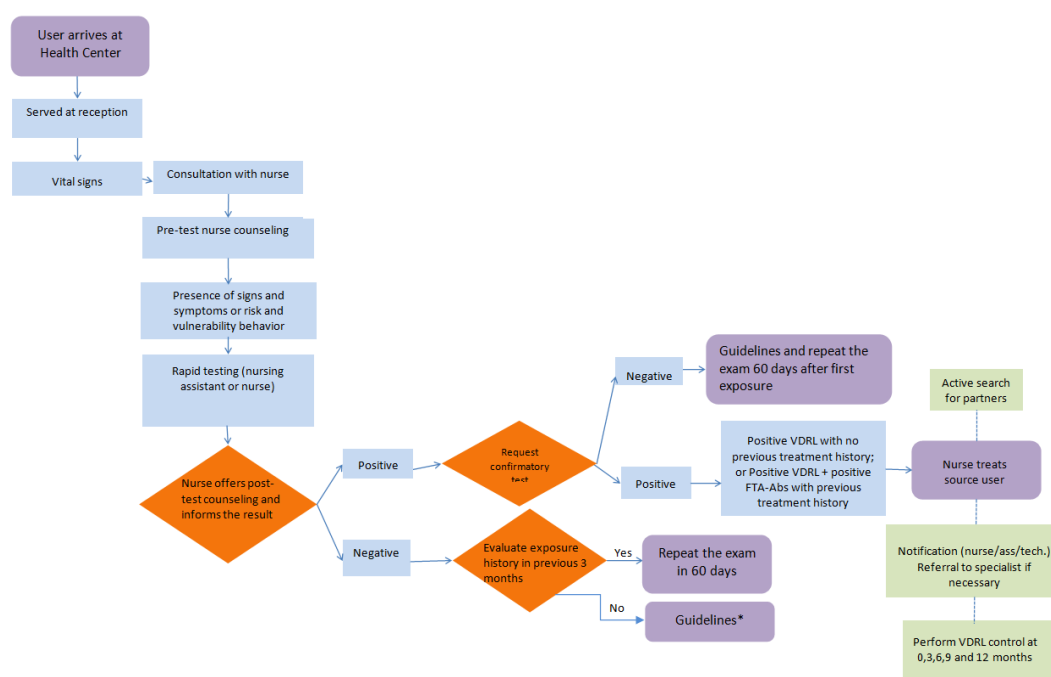 User arrives at
Health Center
Served at reception
Vital signs
Consultation with nurse
Pre-test nurse counseling
Presence of signs and
symptoms or risk and
vulnerability behavior
Rapid testing (nursing
assistant or nurse)
Nurse offers post-
test counseling and
informs the result
Positive
Request
confirmatory
test
Negative
Guidelines and repeat the
exam 60 days after first
exposure
Positive
Positive VDRL with no
previous treatment history;
or Positive VDRL + positive
FTA-Abs with previous
treatment history
Active search
for partners
Nurse treats
source user
Notification (nurse/ass/tech.)
Referral to specialist if
necessary
Perform VDRL control at
0,3,6,9 and 12 months
Negative
Evaluate exposure
history in previous 3
months
Yes
Repeat the exam
in 60 days
No
Guidelines*